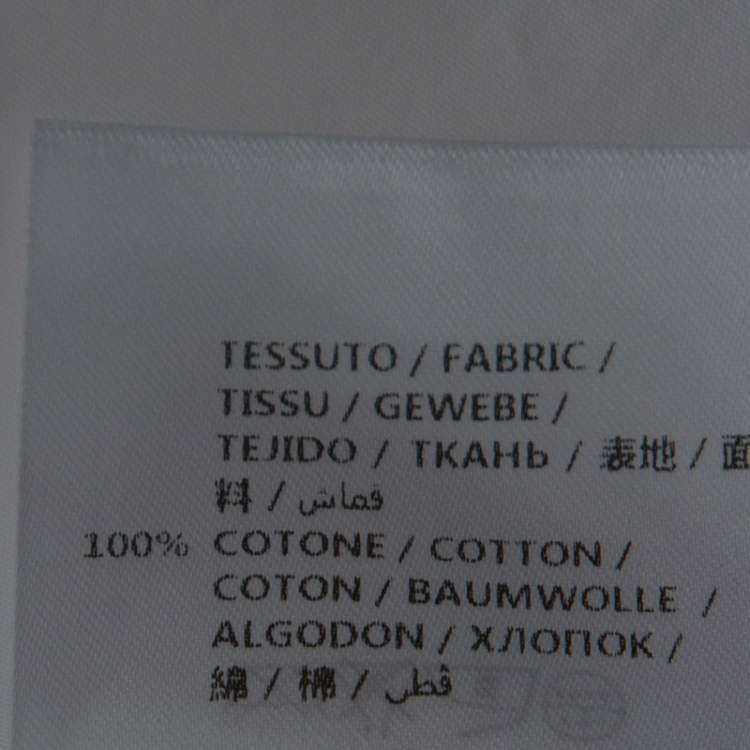 TESSUTO / FABRIC /
TISSU / GEWEBE /
TEJIDO / ТКАНЬ / 表地 / 面
料 / قماش
100% COTONE / COTTON /
COTON / BAUMWOLLE /
ALGODON / ХЛОПОК /
綿 / 棉 / قطن